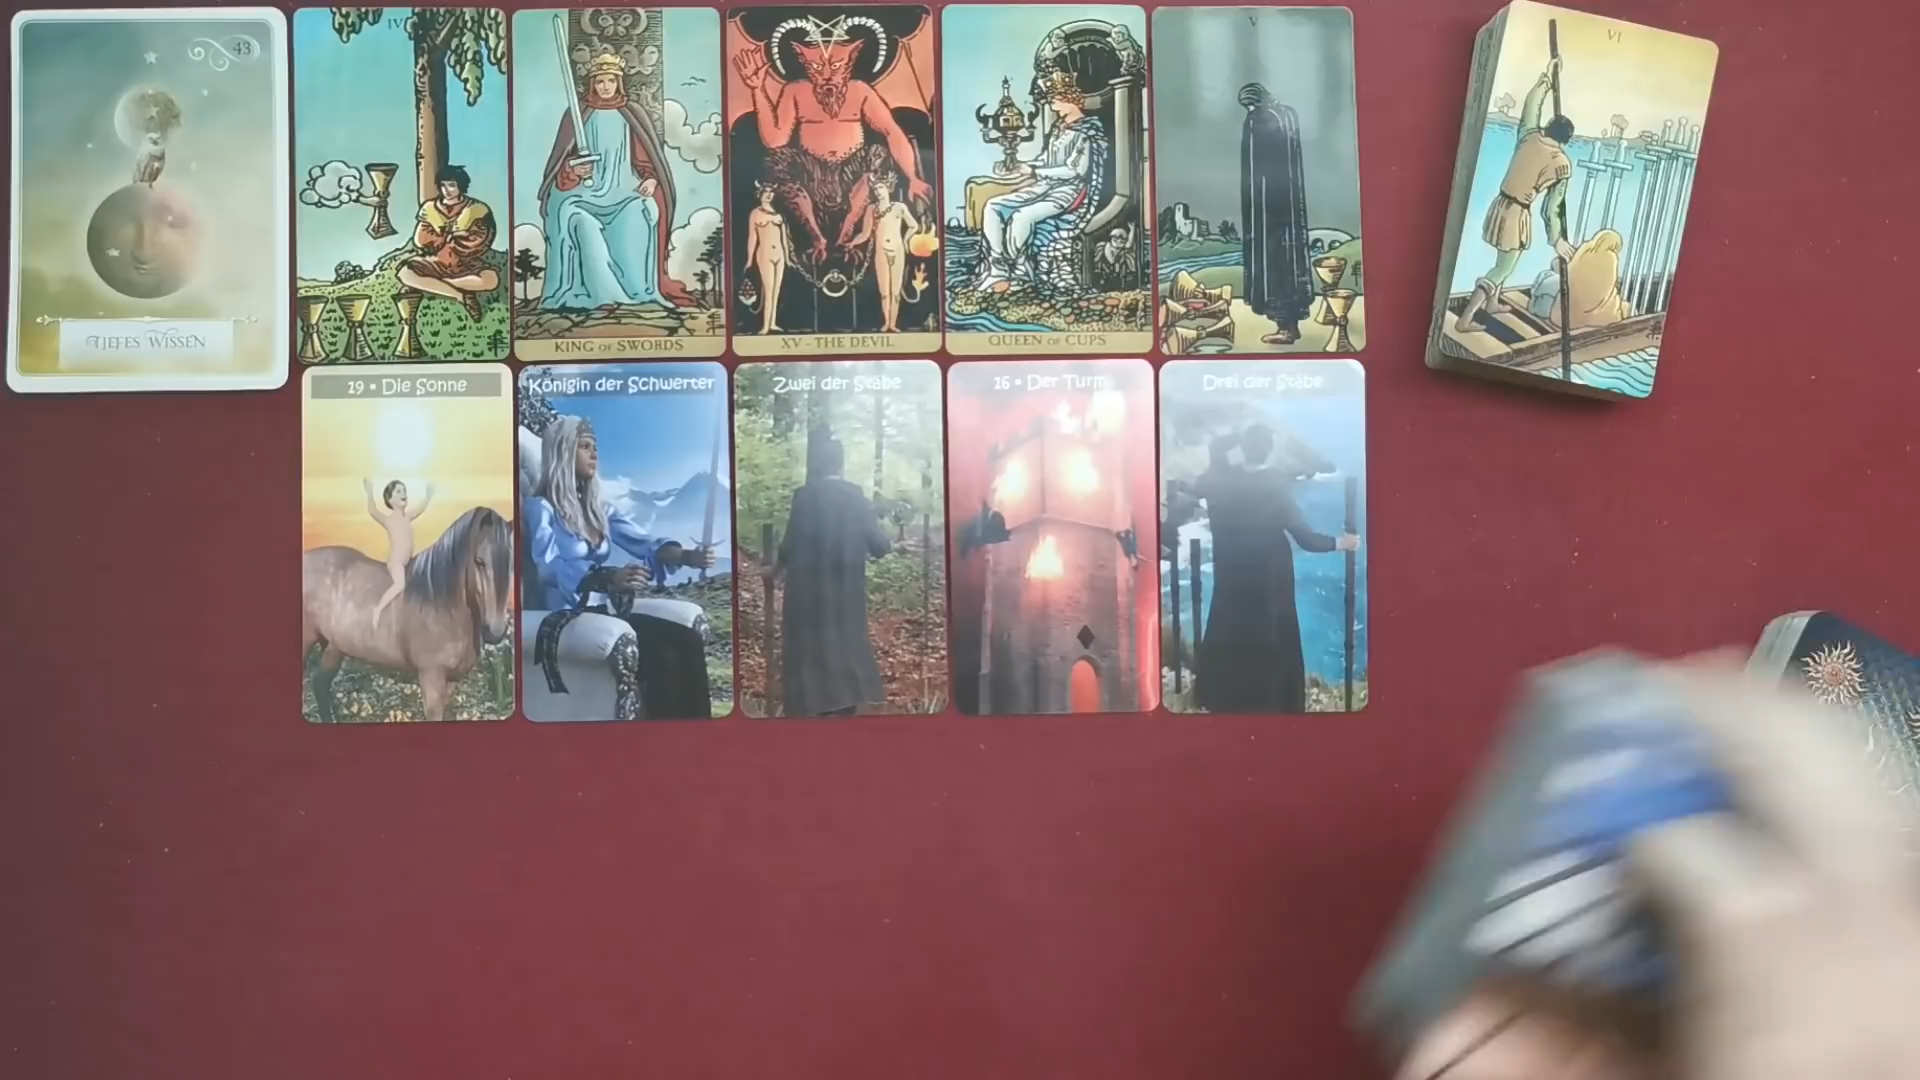 43
TIEFES WISSEN
IV
KING OF SWORDS
XV - THE DEVIL
QUEEN OF CUPS
V
VI
19 • Die Sonne
Königin der Schwerter
Zwei der Stäbe
16 • Der Turm
Drei der Stäbe